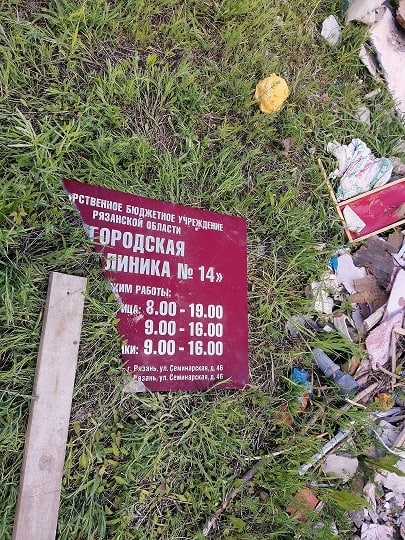 РСТВЕННОЕ БЮДЖЕТНОЕ УЧРЕЖДЕНИЕ
РЯЗАНСКОЙ ОБЛАСТИ
ГОРОДСКАЯ
ЛИНИКА № 14»
ЖИМ РАБОТЫ:
ИЦА: 8.00 - 19.00
9.00 - 16.00
КИ: 9.00 - 16.00
г. Рязань, ул. Семинарская, д. 46
г. Рязань, ул. Семинарская, д. 46